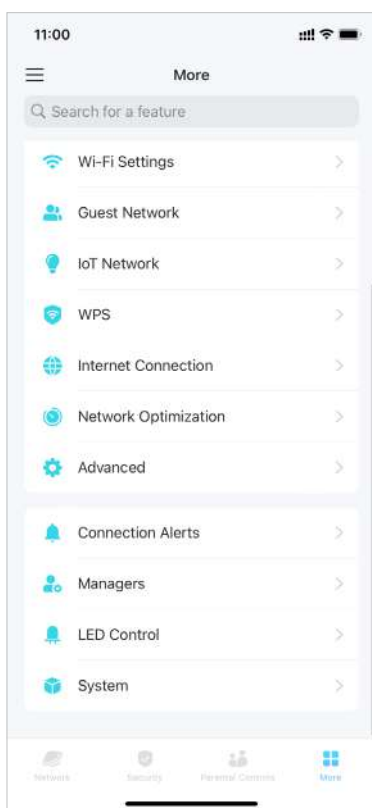 11:00
More
Search for a feature
Wi-Fi Settings
Guest Network
IoT Network
WPS
Internet Connection
Network Optimization
Advanced
Connection Alerts
Managers
LED Control
System
Network
Security
Parental Controls
More